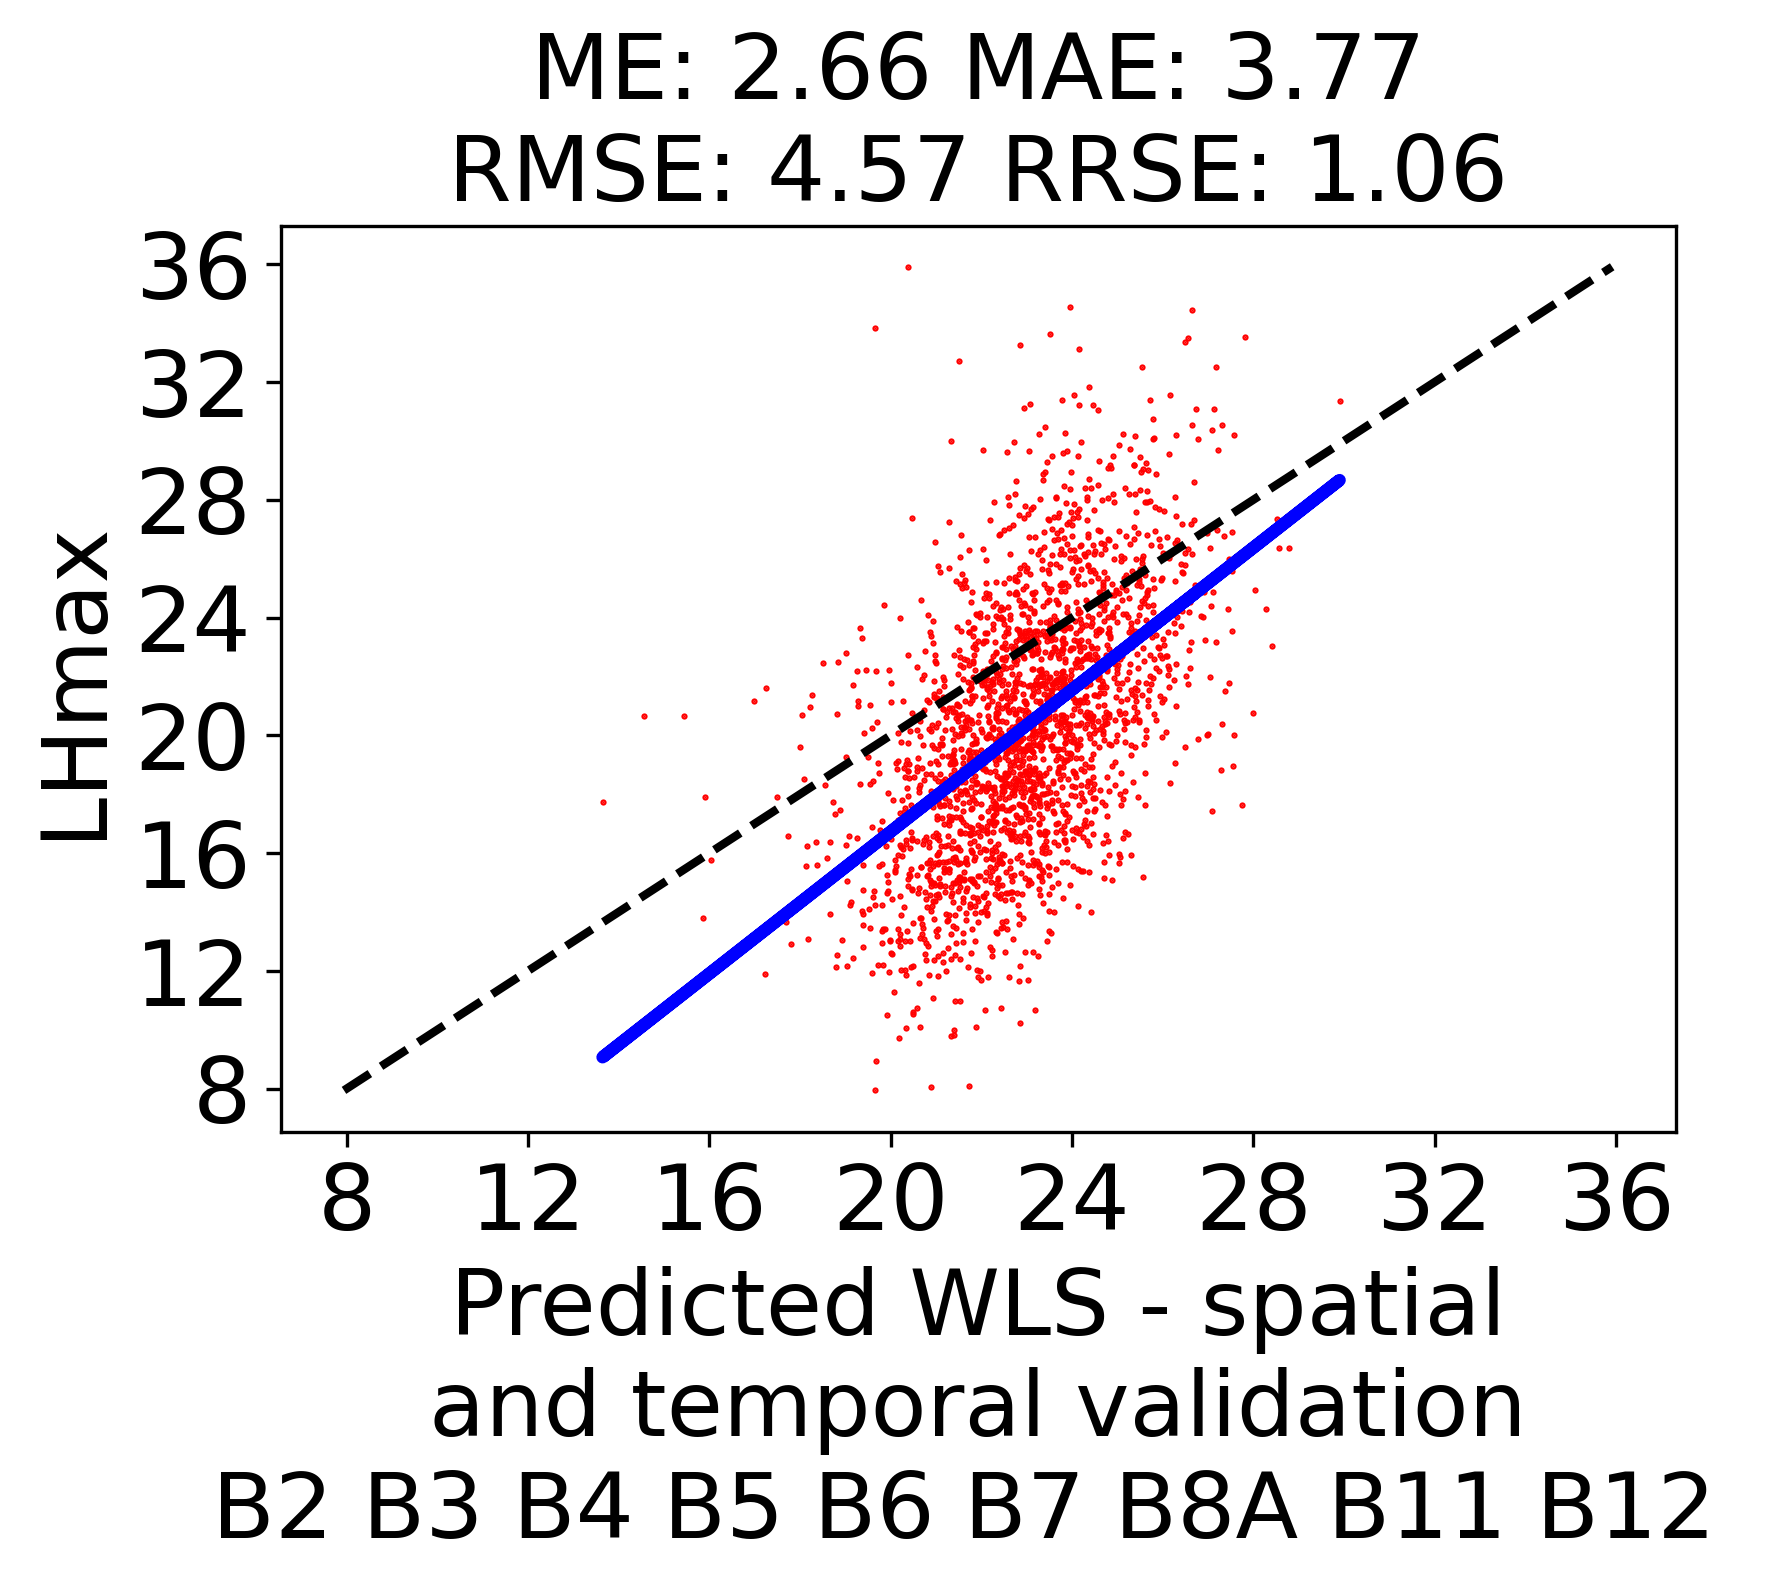 ME: 2.66 MAE: 3.77
RMSE: 4.57 RRSE: 1.06
36
32
28
24
20
16
12
8
LHmax
8 12 16 20 24 28 32 36
Predicted WLS - spatial
and temporal validation
B2 B3 B4 B5 B6 B7 B8A B11 B12